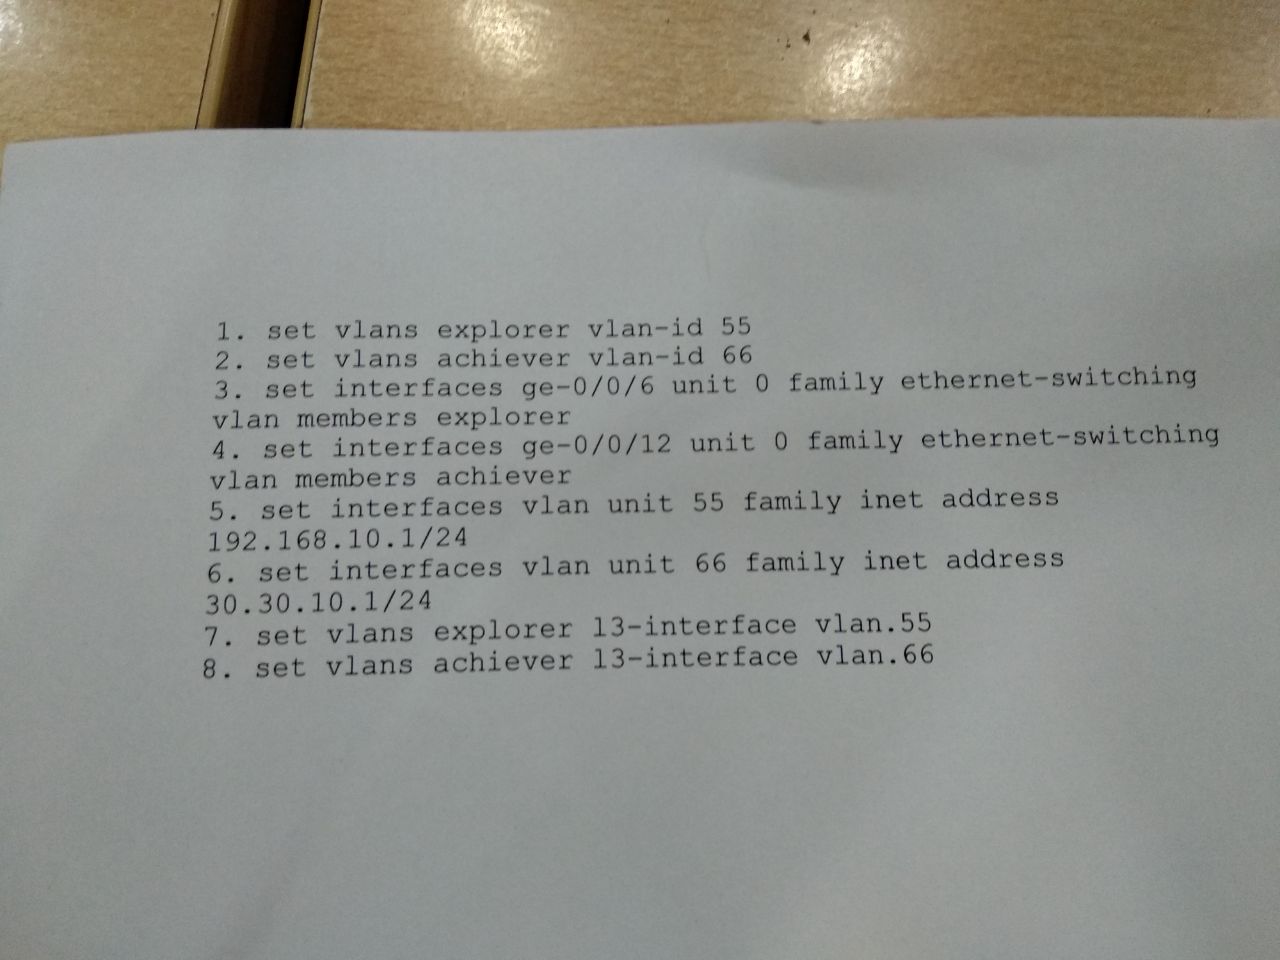 1. set vlans explorer vlan-id 55
2. set vlans achiever vlan-id 66
3. set interfaces ge-0/0/6 unit 0 family ethernet-switching
vlan members explorer
4. set interfaces ge-0/0/12 unit 0 family ethernet-switching
vlan members achiever
5. set interfaces vlan unit 55 family inet address
192.168.10.1/24
6. set interfaces vlan unit 66 family inet address
30.30.10.1/24
7. set vlans explorer l3-interface vlan.55
8. set vlans achiever l3-interface vlan.66